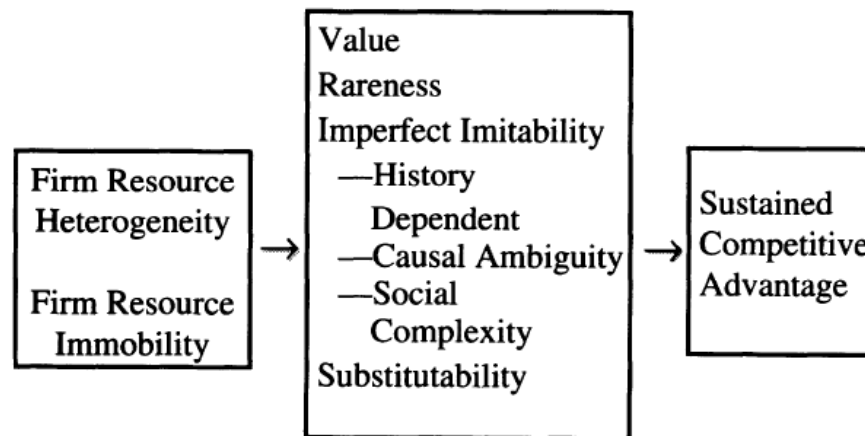 Firm Resource
Heterogeneity
Firm Resource
Immobility
Value
Rareness
Imperfect Imitability
—History
Dependent
—Causal Ambiguity
—Social
Complexity
Substitutability
Sustained
Competitive
Advantage